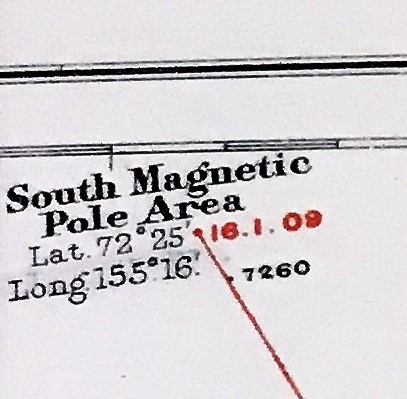 South Magnetic
Pole Area
Lat. 72°25' 16.1.09
Long 155°16'. 7260